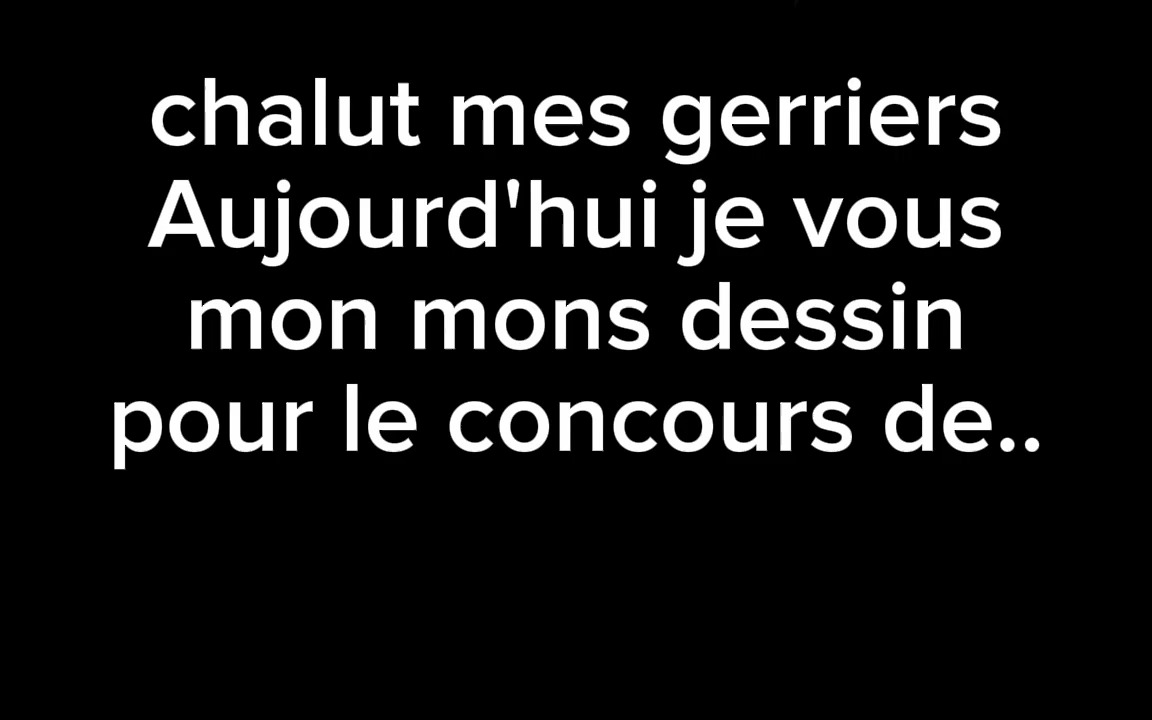 chalut mes gerriers
Aujourd'hui je vous
mon mons dessin
pour le concours de..